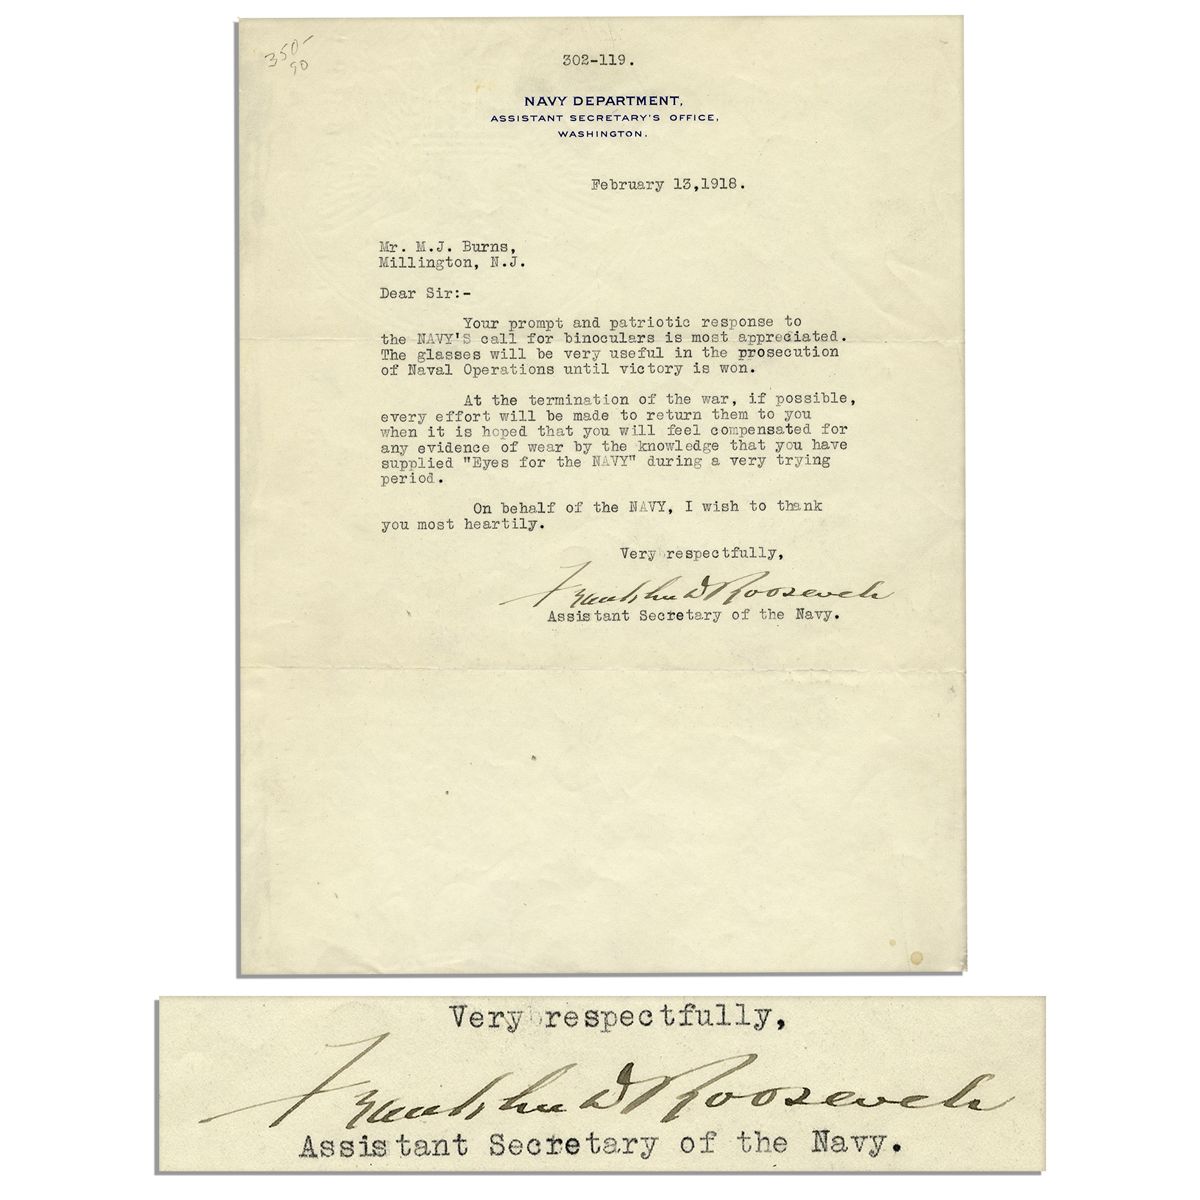 350-
90
302-119.
NAVY DEPARTMENT,
ASSISTANT SECRETARY'S OFFICE,
WASHINGTON.
February 13,1918.
Mr. M.J. Burns,
Millington, N.J.
Dear Sir:-
Your prompt and patriotic response to
the NAVY'S call for binoculars is most appreciated.
The glasses will be very useful in the prosecution
of Naval Operations until victory is won.
At the termination of the war, if possible,
every effort will be made to return them to you
when it is hoped that you will feel compensated for
any evidence of wear by the knowledge that you have
supplied "Eyes for the NAVY" during a very trying
period.
On behalf of the NAVY, I wish to thank
you most heartily.
Very respectfully,
Franklin D Roosevelt
Assistant Secretary of the Navy.
Very respectfully,
Franklin D Roosevelt
Assistant Secretary of the Navy.